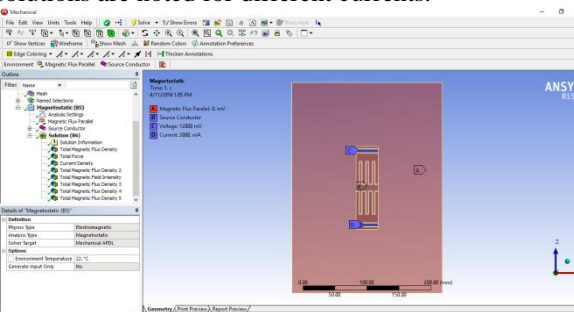 solutions are noted for different currents.
Mechanical
File Edit View Units Tools Help
Solve ?/ Show Errors Worksheet
Show Vertices Wireframe Show Mesh Random Colors Annotation Preferences
Edge Coloring Thicken Annotations
Environment Magnetic Flux Parallel Source Conductor
Outline
Filter: Name
Mesh
Named Selections
Magnetostatic (B5)
Analysis Settings
Magnetic Flux Parallel
Source Conductor
Solution (B6)
Solution Information
Total Magnetic Flux Density
Total Force
Current Density
Total Magnetic Flux Density 2
Total Magnetic Field Intensity
Total Magnetic Flux Density 3
Total Magnetic Flux Density 4
Total Magnetic Flux Density 5
Details of "Magnetostatic (B5)"
Definition
Physics Type Electromagnetic
Analysis Type Magnetostatic
Solver Target Mechanical APDL
Options
Environment Temperature 22. °C
Generate Input Only No
Magnetostatic
Time: 1. s
4/11/2016 1:05 PM
A Magnetic Flux Parallel: 0. mV
B Source Conductor
C Voltage: 12000 mV
D Current: 2000. mA
ANSY
R15
A
C
D
Z
0.00 100.00 200.00 (mm)
50.00 150.00
Geometry Print Preview Report Preview